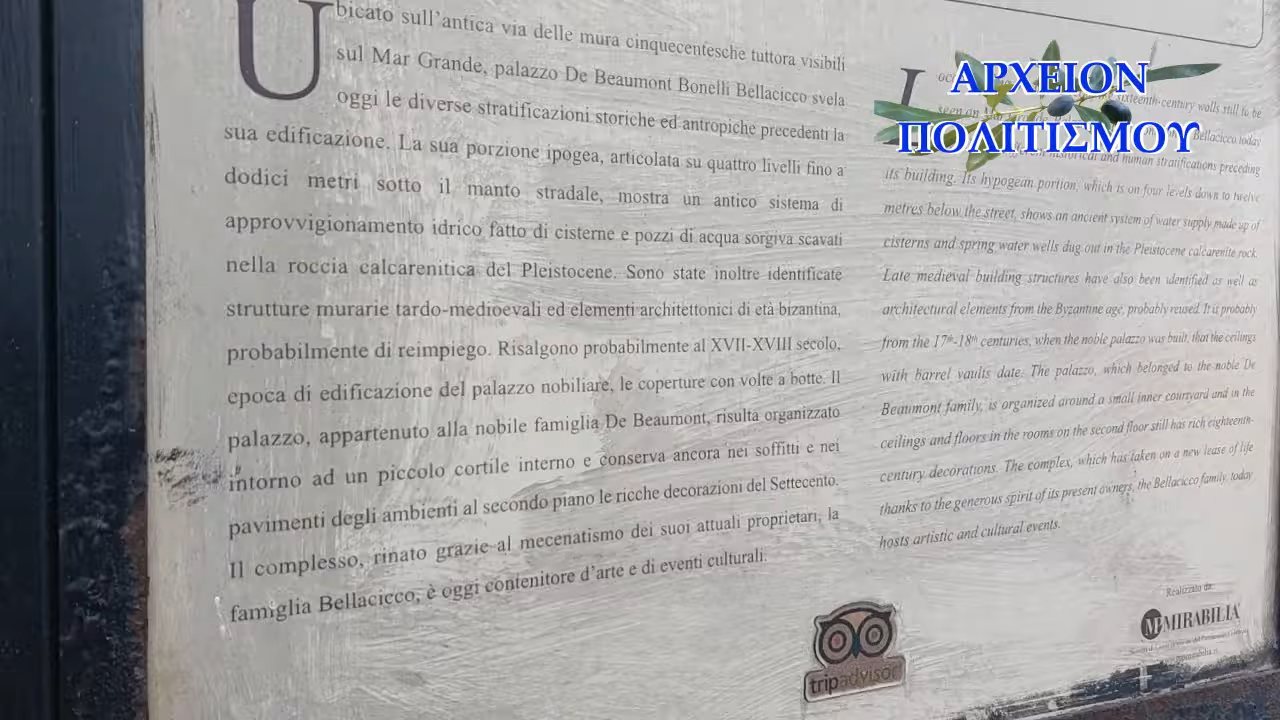 Ubicato sull'antica via delle mura cinquecentesche tuttora visibili
sul Mar Grande, palazzo De Beaumont Bonelli Bellacicco svela
oggi le diverse stratificazioni storiche ed antropiche precedenti la
sua edificazione. La sua porzione ipogea, articolata su quattro livelli fino a
dodici metri sotto il manto stradale, mostra un antico sistema di
approvvigionamento idrico fatto di cisterne e pozzi di acqua sorgiva scavati
nella roccia calcarenitica del Pleistocene. Sono state inoltre identificate
strutture murarie tardo-medioevali ed elementi architettonici di età bizantina,
probabilmente di reimpiego. Risalgono probabilmente al XVII-XVIII secolo,
epoca di edificazione del palazzo nobiliare, le coperture con volte a botte. Il
palazzo, appartenuto alla nobile famiglia De Beaumont, risulta organizzato
intorno ad un piccolo cortile interno e conserva ancora nei soffitti e nei
pavimenti degli ambienti al secondo piano le ricche decorazioni del Settecento.
Il complesso, rinato grazie al mecenatismo dei suoi attuali proprietari, la
famiglia Bellacicco, è oggi contenitore d'arte e di eventi culturali.
ΑΡΧΕΙΟΝ
ΠΟΛΙΤΙΣΜΟΥ
sixteenth-century walls still to be
seen on Bellacicco today
historical and human stratifications preceding
its building. Its hypogean portion, which is on four levels down to twelve
metres below the street, shows an ancient system of water supply made up of
cisterns and spring water wells dug out in the Pleistocene calcarenite rock.
Late medieval building structures have also been identified as well as
architectural elements from the Byzantine age, probably reused. It is probably
from the 17th-18th centuries, when the noble palazzo was built, that the ceilings
with barrel vaults date. The palazzo, which belonged to the noble De
Beaumont family, is organized around a small inner courtyard and in the
ceilings and floors in the rooms on the second floor still has rich eighteenth-
century decorations. The complex, which has taken on a new lease of life
thanks to the generous spirit of its present owners, the Bellacicco family, today
hosts artistic and cultural events.
tripadvisor
Realizzato da:
MIRABILIA